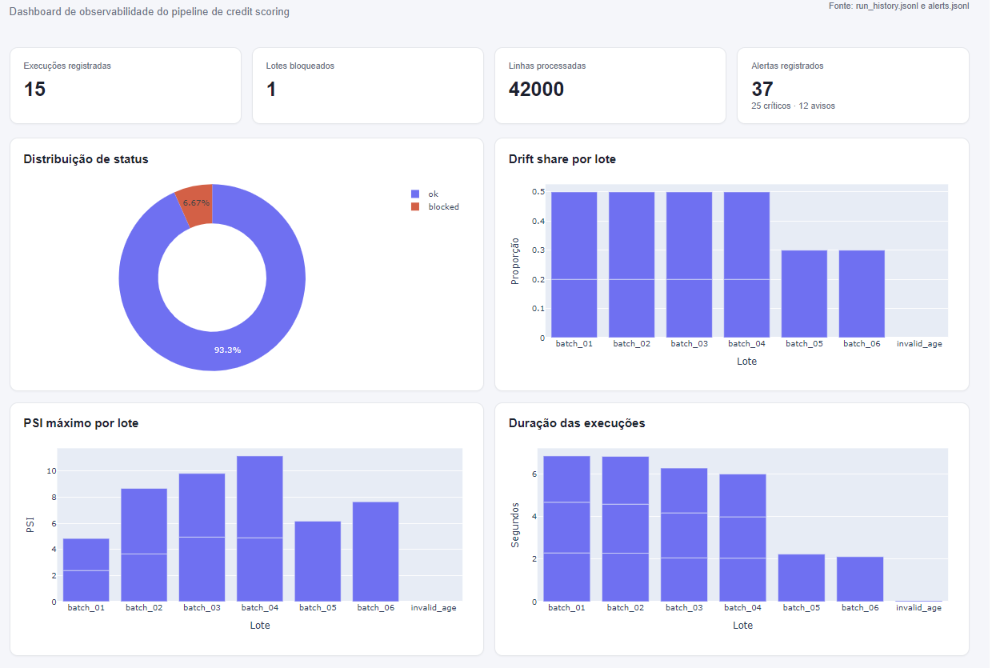 Dashboard de observabilidade do pipeline de credit scoring
Fonte: run_history.jsonl e alerts.jsonl
Execuções registradas
15
Lotes bloqueados
1
Linhas processadas
42000
Alertas registrados
37
25 críticos · 12 avisos
Distribuição de status
6.67%
93.3%
ok
blocked
Drift share por lote
Proporção
0.5
0.4
0.3
0.2
0.1
0
batch_01 batch_02 batch_03 batch_04 batch_05 batch_06 invalid_age
Lote
PSI máximo por lote
PSI
10
8
6
4
2
0
batch_01 batch_02 batch_03 batch_04 batch_05 batch_06 invalid_age
Lote
Duração das execuções
Segundos
6
4
2
0
batch_01 batch_02 batch_03 batch_04 batch_05 batch_06 invalid_age
Lote